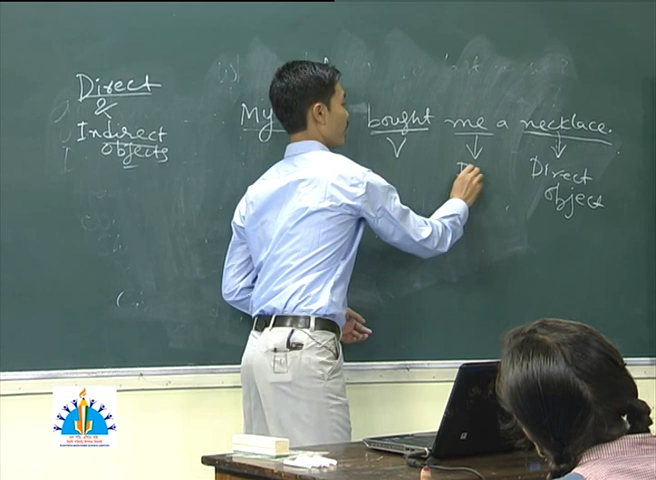 Direct
&
Indirect
objects
My bought me a necklace.
V
Direct
object